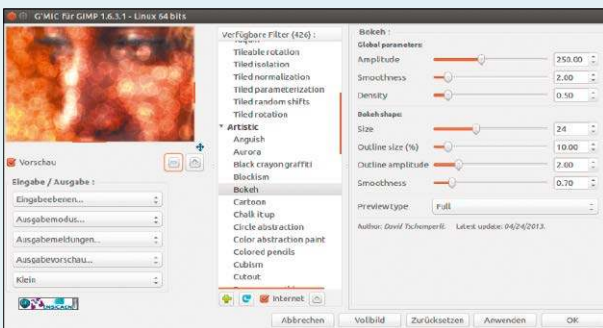 G'MIC für GIMP 1.6.3.1 - Linux 64 bits
Vorschau
Eingabe / Ausgabe :
Eingabeebenen...
Ausgabemodus...
Ausgabemeldungen...
Ausgabevorschau...
Klein
Verfügbare Filter (426) :
Tileable rotation
Tiled isolation
Tiled normalization
Tiled parameterization
Tiled random shifts
Tiled rotation
Artistic
Anguish
Aurora
Black crayon graffiti
Blockism
Bokeh
Cartoon
Chalk it up
Circle abstraction
Color abstraction paint
Colored pencils
Cubism
Cutout
Internet
Bokeh :
Global parameters:
Amplitude 250.00
Smoothness 2.00
Density 0.50
Bokeh shape:
Size 24
Outline size (%) 10.00
Outline amplitude 2.00
Smoothness 0.70
Preview type Full
Author: David Tschumperlé. Latest update: 04/24/2013.
Abbrechen Vollbild Zurücksetzen Anwenden OK